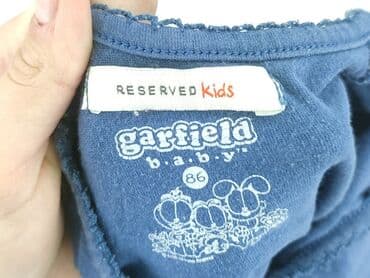 RESERVED Kids
garfield
b.a.b.y
86